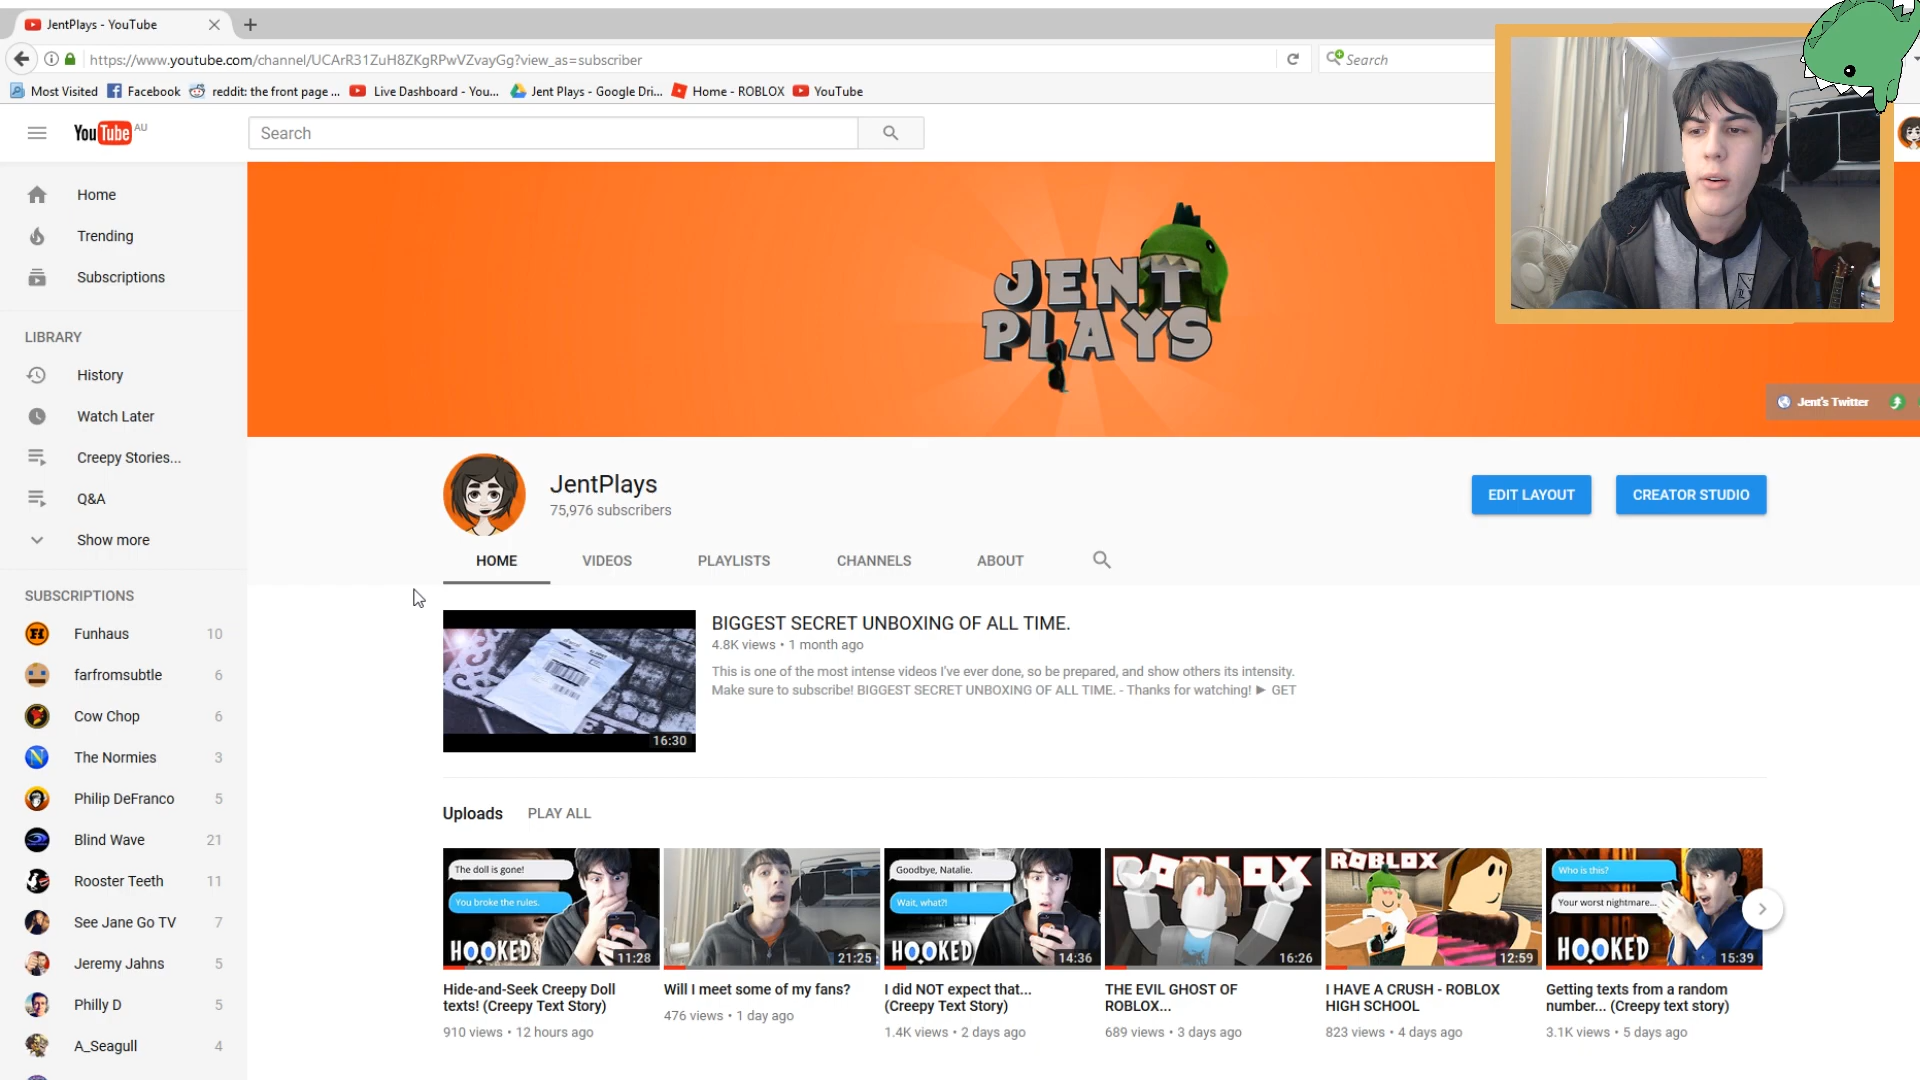 JentPlays - YouTube
https://www.youtube.com/channel/UCArR31ZuH8ZKgRPwVZvayGg?view_as=subscriber
Search
Most Visited
Facebook
reddit: the front page ...
Live Dashboard - You...
Jent Plays - Google Dri...
Home - ROBLOX
YouTube
YouTube AU
Search
Home
Trending
Subscriptions
LIBRARY
History
Watch Later
Creepy Stories...
Q&A
Show more
SUBSCRIPTIONS
Funhaus 10
farfromsubtle 6
Cow Chop 6
The Normies 3
Philip DeFranco 5
Blind Wave 21
Rooster Teeth 11
See Jane Go TV 7
Jeremy Jahns 5
Philly D 5
A_Seagull 4
JENT
PLAYS
Jent's Twitter
JentPlays
75,976 subscribers
EDIT LAYOUT
CREATOR STUDIO
HOME
VIDEOS
PLAYLISTS
CHANNELS
ABOUT
16:30
BIGGEST SECRET UNBOXING OF ALL TIME.
4.8K views • 1 month ago
This is one of the most intense videos I've ever done, so be prepared, and show others its intensity.
Make sure to subscribe! BIGGEST SECRET UNBOXING OF ALL TIME. - Thanks for watching! ► GET
Uploads
PLAY ALL
The doll is gone!
You broke the rules.
HOOKED
11:28
Hide-and-Seek Creepy Doll
texts! (Creepy Text Story)
910 views • 12 hours ago
21:25
Will I meet some of my fans?
476 views • 1 day ago
Goodbye, Natalie.
Wait, what?!
HOOKED
14:36
I did NOT expect that...
(Creepy Text Story)
1.4K views • 2 days ago
ROBLOX
16:26
THE EVIL GHOST OF
ROBLOX...
689 views • 3 days ago
ROBLOX
12:59
I HAVE A CRUSH - ROBLOX
HIGH SCHOOL
823 views • 4 days ago
Who is this?
Your worst nightmare...
HOOKED
15:39
Getting texts from a random
number... (Creepy text story)
3.1K views • 5 days ago